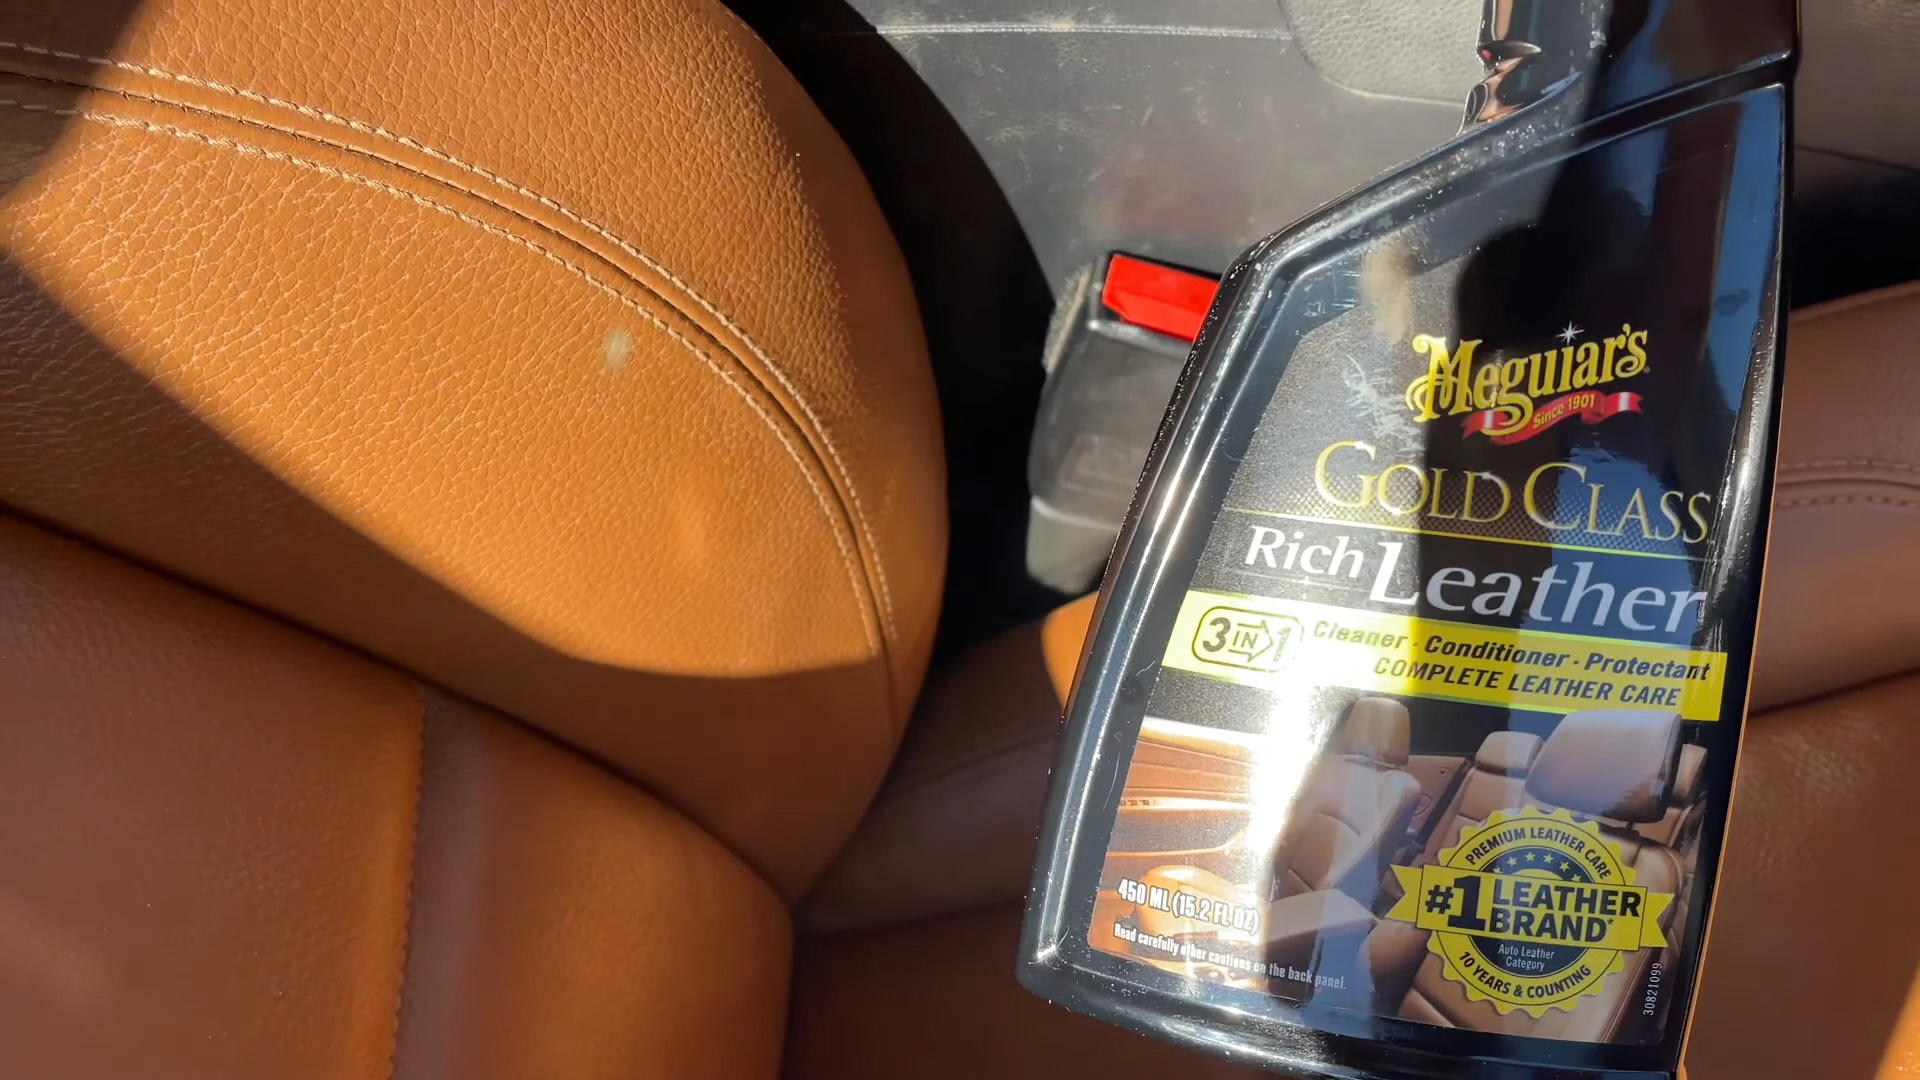 Meguiar's
Since 1901
GOLD CLASS
Rich Leather
3 IN 1
Cleaner · Conditioner · Protectant
COMPLETE LEATHER CARE
PREMIUM LEATHER CARE
#1 LEATHER
BRAND*
Auto Leather
Category
10 YEARS & COUNTING
450 ML (15.2 FL OZ)
Read carefully other cautions on the back panel.
30821099